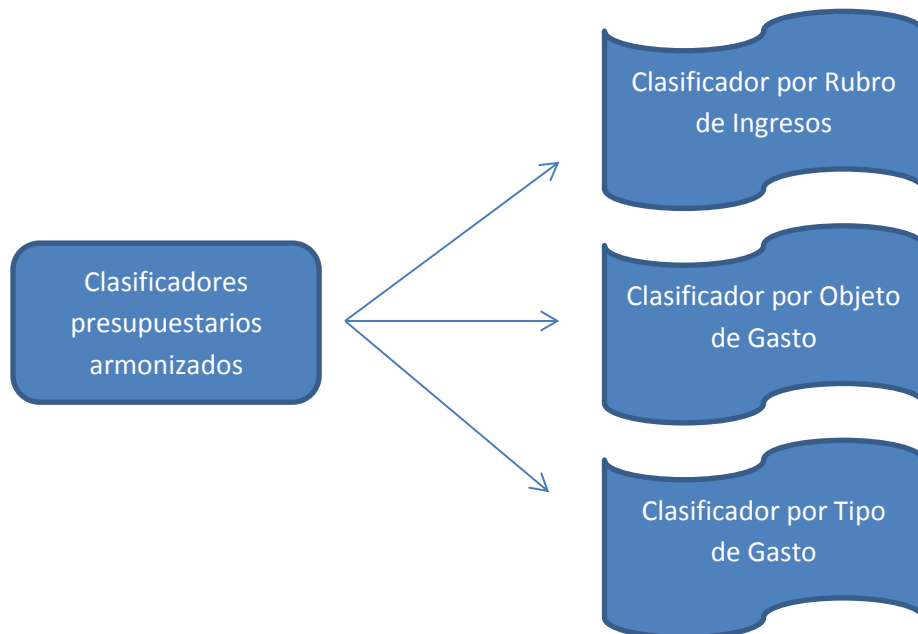 Clasificador por Rubro
de Ingresos
Clasificadores
presupuestarios
armonizados
Clasificador por Objeto
de Gasto
Clasificador por Tipo
de Gasto